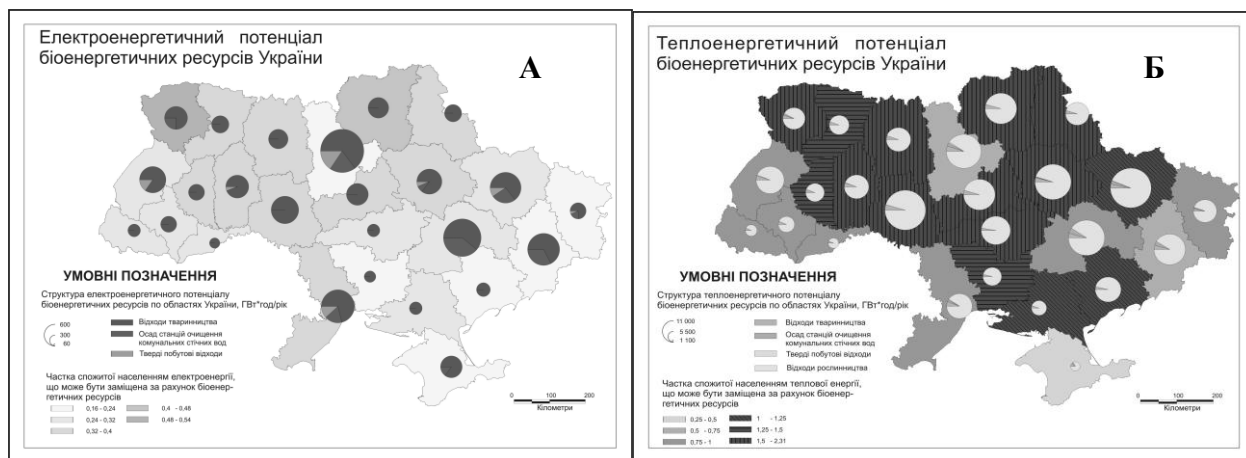 Електроенергетичний потенціал
біоенергетичних ресурсів України
А
УМОВНІ ПОЗНАЧЕННЯ
Структура електроенергетичного потенціалу
біоенергетичних ресурсів по областях України, ГВт*год/рік
600
300
60
Відходи тваринництва
Осад станцій очищення
комунальних стічних вод
Тверді побутові відходи
Частка спожитої населенням електроенергії,
що може бути заміщена за рахунок біоенер-
гетичних ресурсів
0,16 - 0,24
0,24 - 0,32
0,32 - 0,4
0,4 - 0,48
0,48 - 0,54
100 200
Кілометри
Теплоенергетичний потенціал
біоенергетичних ресурсів України
Б
УМОВНІ ПОЗНАЧЕННЯ
Структура теплоенергетичного потенціалу
біоенергетичних ресурсів по областях України, ГВт*год/рік
11 000
5 500
1 100
Відходи тваринництва
Осад станцій очищення
комунальних стічних вод
Тверді побутові відходи
Відходи рослинництва
Частка спожитої населенням теплової енергії,
що може бути заміщена за рахунок біоенер-
гетичних ресурсів
0,25 - 0,5
0,5 - 0,75
0,75 - 1
1 - 1,25
1,25 - 1,5
1,5 - 2,31
0 100 200
Кілометри